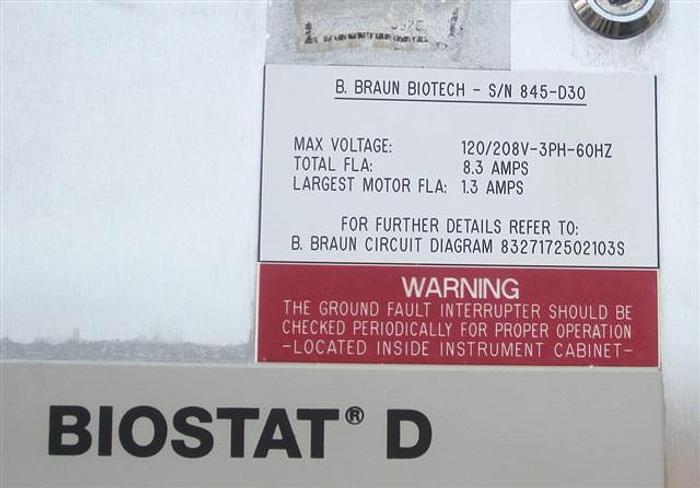 B. BRAUN BIOTECH - S/N 845-D30
MAX VOLTAGE: 120/208V-3PH-60HZ
TOTAL FLA: 8.3 AMPS
LARGEST MOTOR FLA: 1.3 AMPS
FOR FURTHER DETAILS REFER TO:
B. BRAUN CIRCUIT DIAGRAM 8327172502103S
WARNING
THE GROUND FAULT INTERRUPTER SHOULD BE
CHECKED PERIODICALLY FOR PROPER OPERATION
-LOCATED INSIDE INSTRUMENT CABINET-
BIOSTAT® D